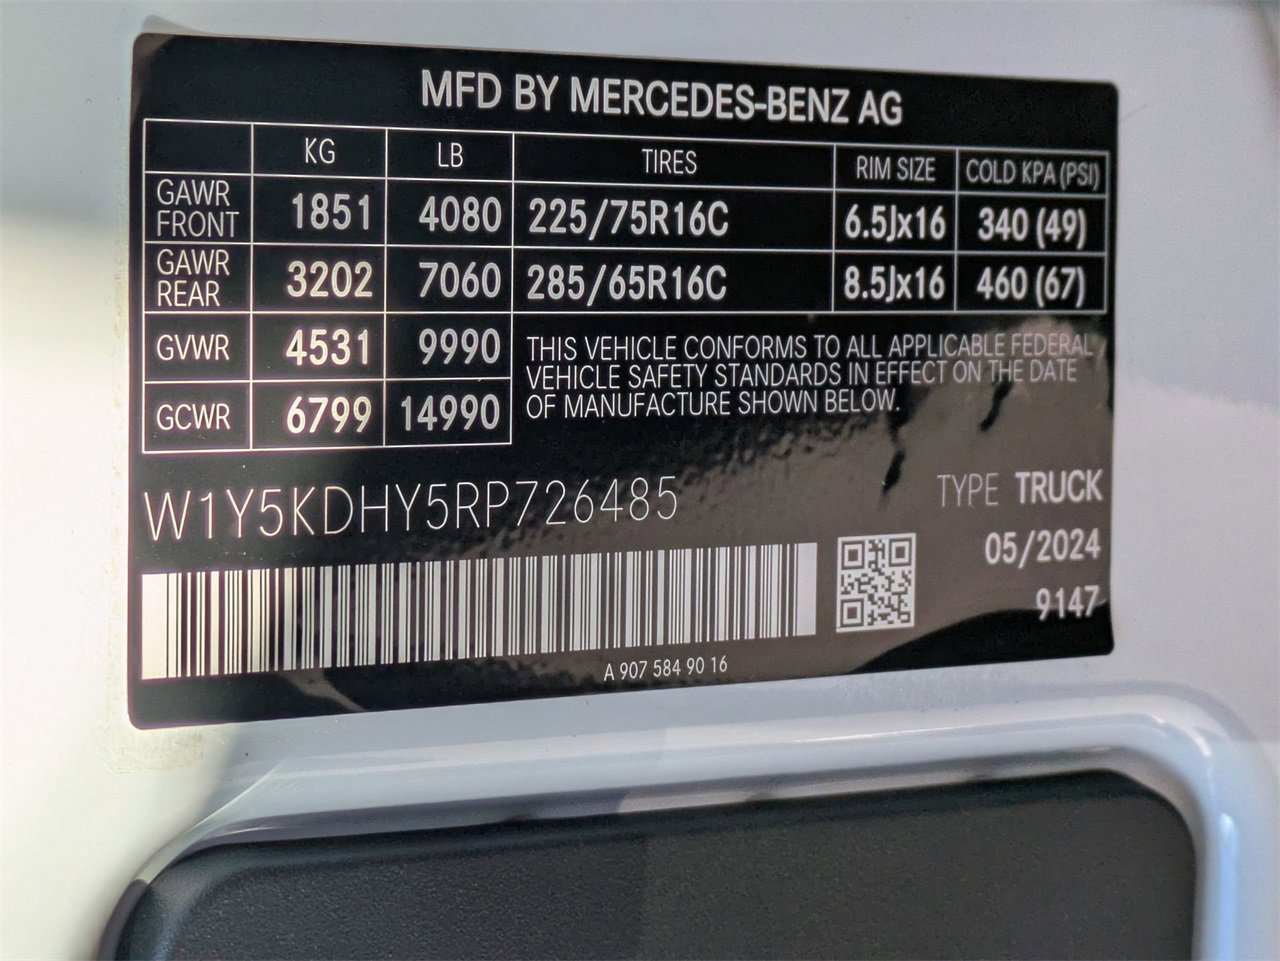 MFD BY MERCEDES-BENZ AG
KG LB TIRES RIM SIZE COLD KPA (PSI)
GAWR FRONT 1851 4080 225/75R16C 6.5Jx16 340 (49)
GAWR REAR 3202 7060 285/65R16C 8.5Jx16 460 (67)
GVWR 4531 9990
GCWR 6799 14990
THIS VEHICLE CONFORMS TO ALL APPLICABLE FEDERAL
VEHICLE SAFETY STANDARDS IN EFFECT ON THE DATE
OF MANUFACTURE SHOWN BELOW.
W1Y5KDHY5RP726485
TYPE TRUCK
05/2024
9147
A 907 584 90 16